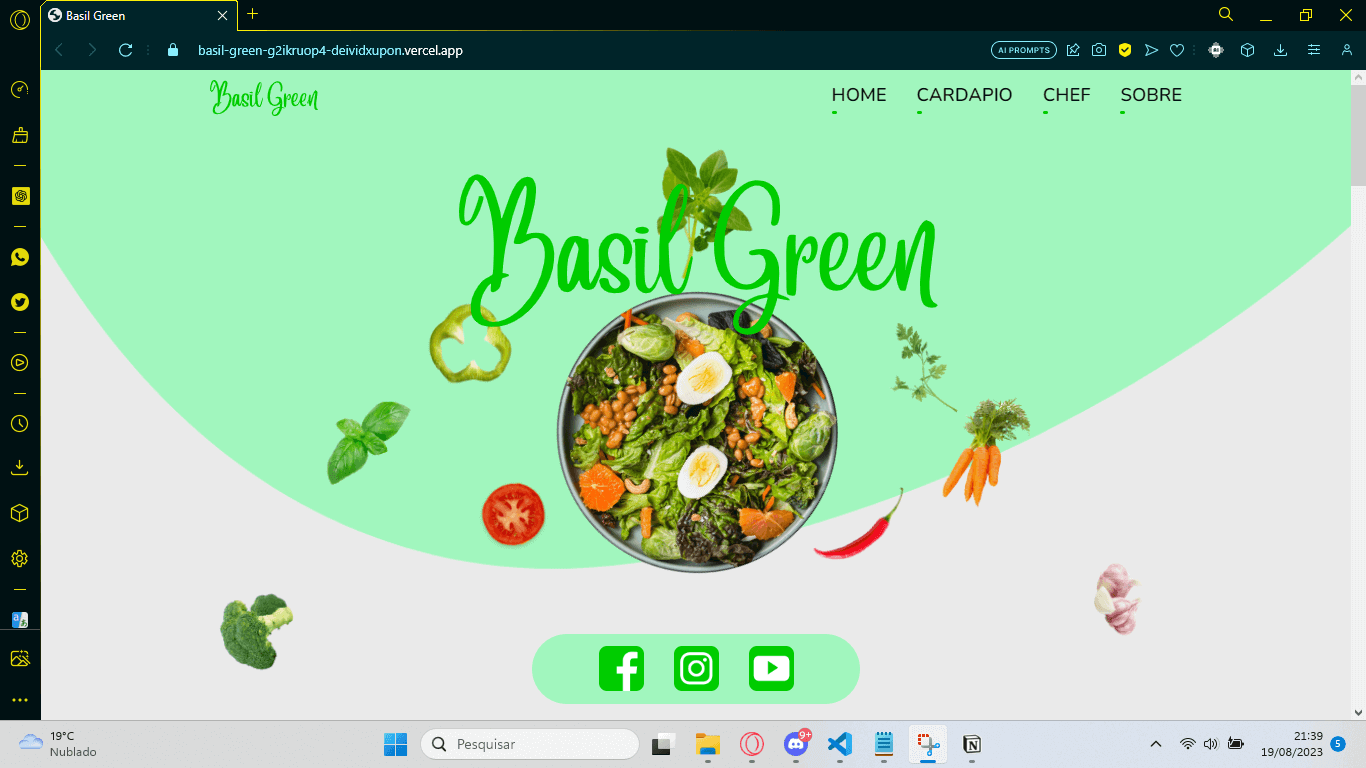 Basil Green
basil-green-g2ikruop4-deividxupon.vercel.app
AI PROMPTS
Basil Green
HOME CARDAPIO CHEF SOBRE
Basil Green
19°C
Nublado
Pesquisar
9+
21:39
19/08/2023
5